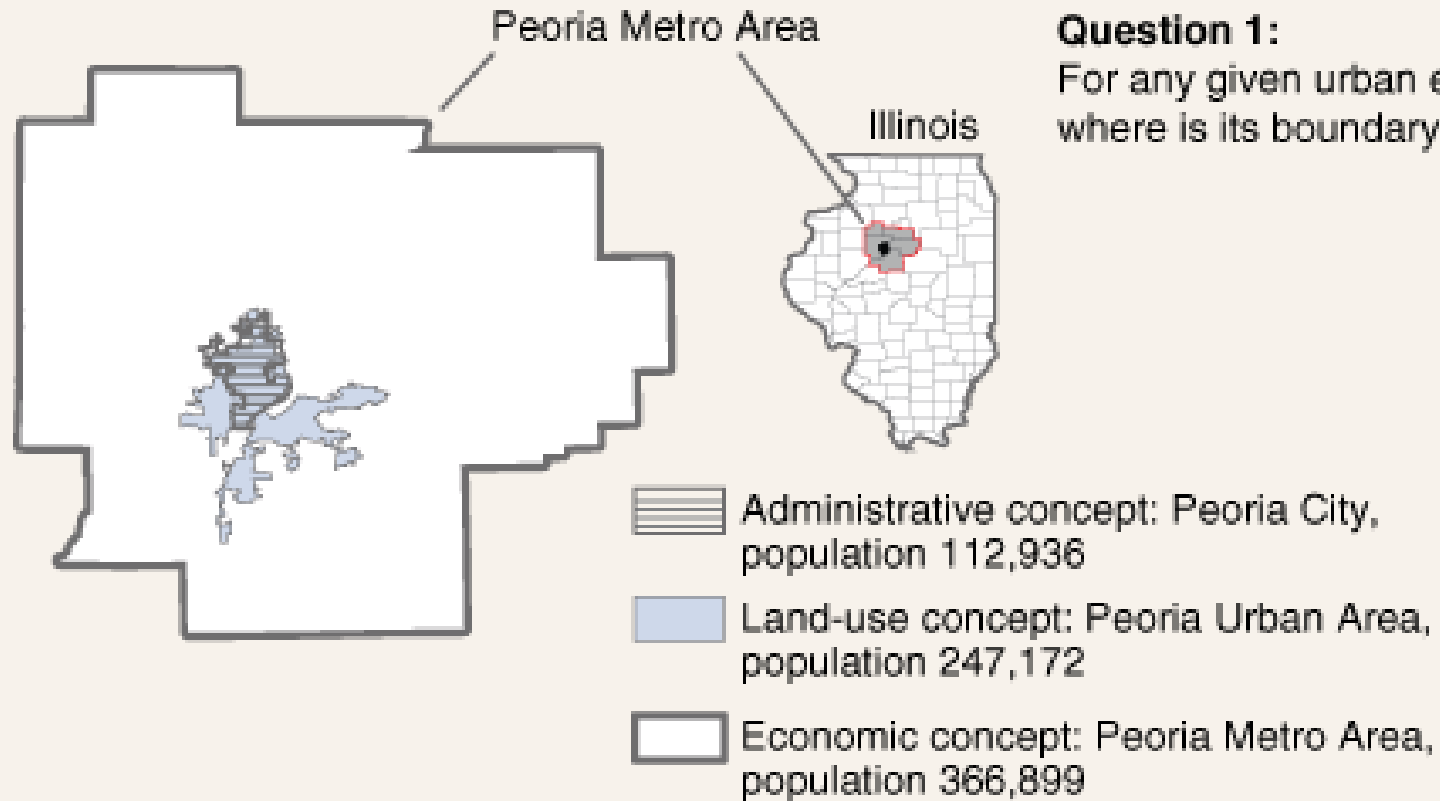 Peoria Metro Area
Question 1:
For any given urban
where is its boundary
Illinois
Administrative concept: Peoria City,
population 112,936
Land-use concept: Peoria Urban Area,
population 247,172
Economic concept: Peoria Metro Area,
population 366,899